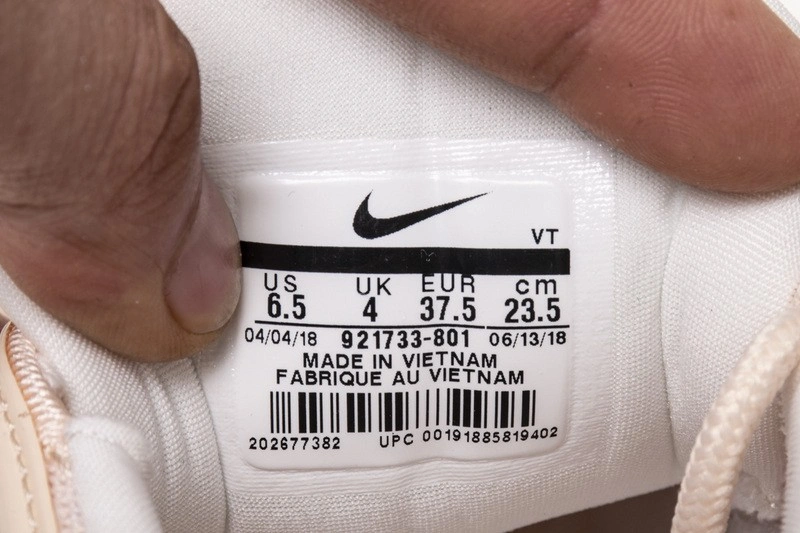 VT
US UK EUR cm
6.5 4 37.5 23.5
04/04/18 921733-801 06/13/18
MADE IN VIETNAM
FABRIQUE AU VIETNAM
202677382 UPC 00191885819402